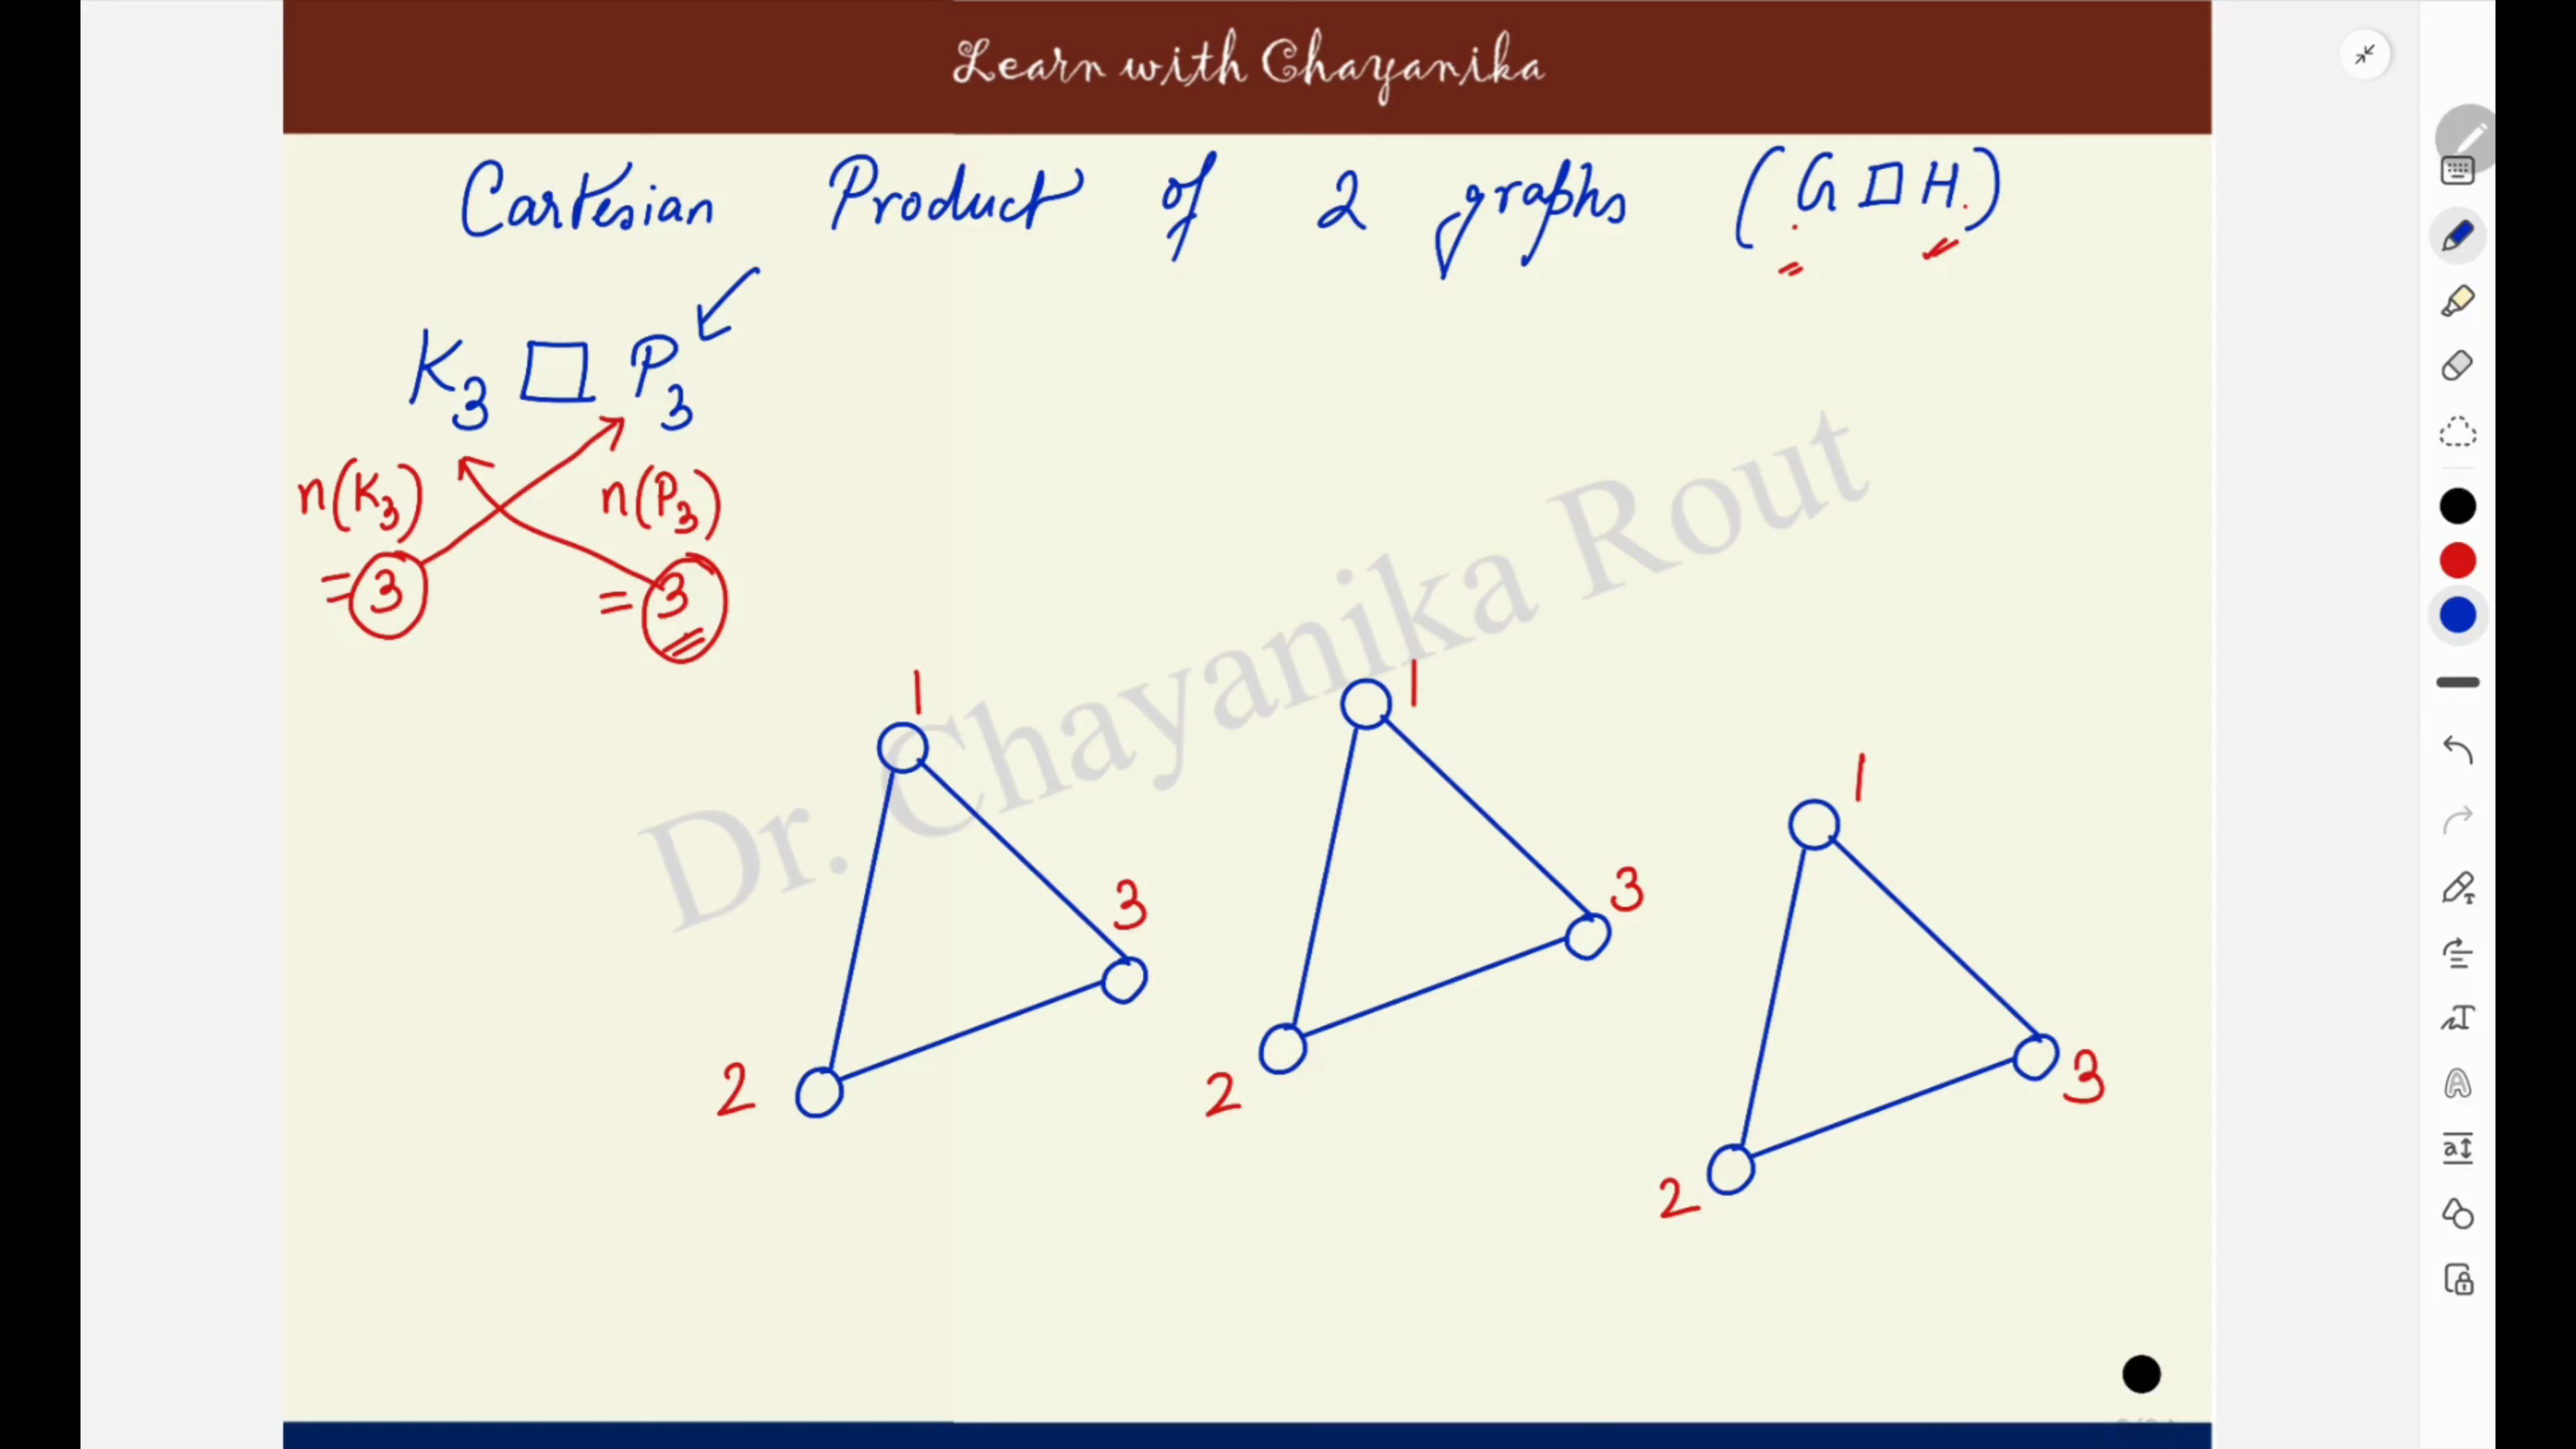 Learn with Chayanika
Cartesian Product of 2 graphs (G □ H)
K₃ □ P₃
n(K₃) n(P₃)
= 3 = 3
Dr. Chayanika Rout
1 1 1
3 3 3
2 2 2